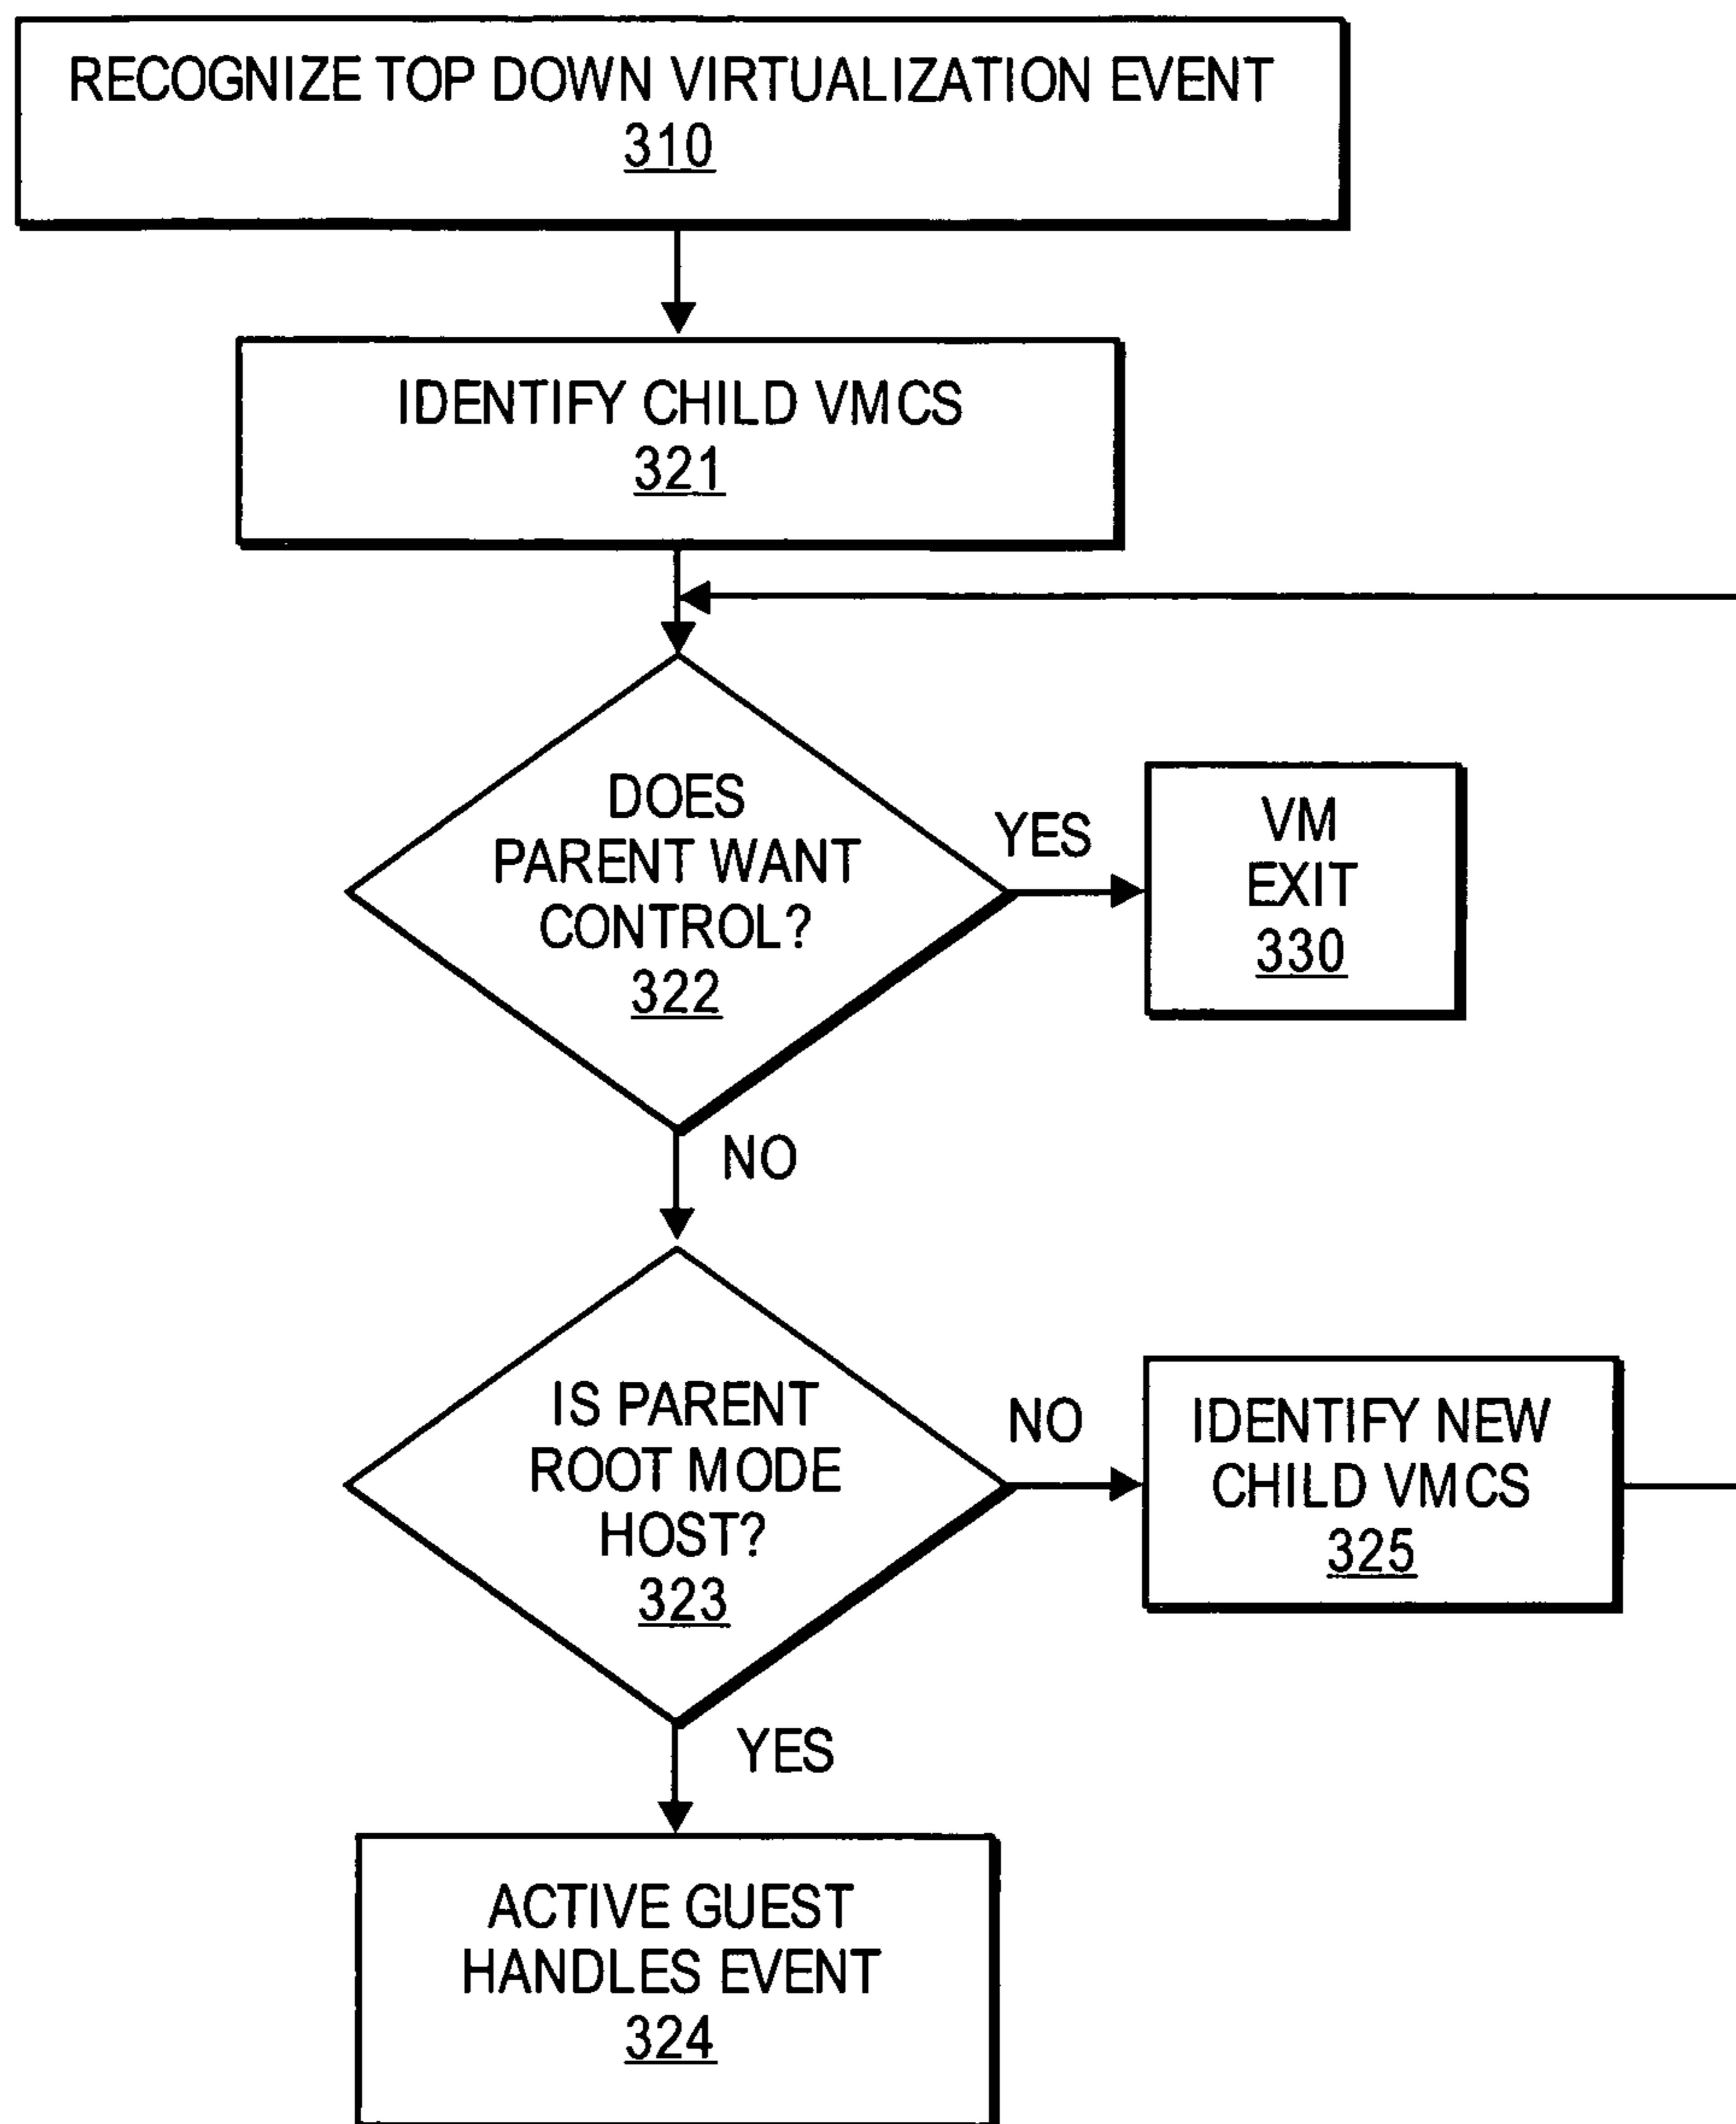 RECOGNIZE TOP DOWN VIRTUALIZATION EVENT
310
IDENTIFY CHILD VMCS
321
DOES
PARENT WANT
CONTROL?
322
YES
VM
EXIT
330
NO
IS PARENT
ROOT MODE
HOST?
323
NO
IDENTIFY NEW
CHILD VMCS
325
YES
ACTIVE GUEST
HANDLES EVENT
324